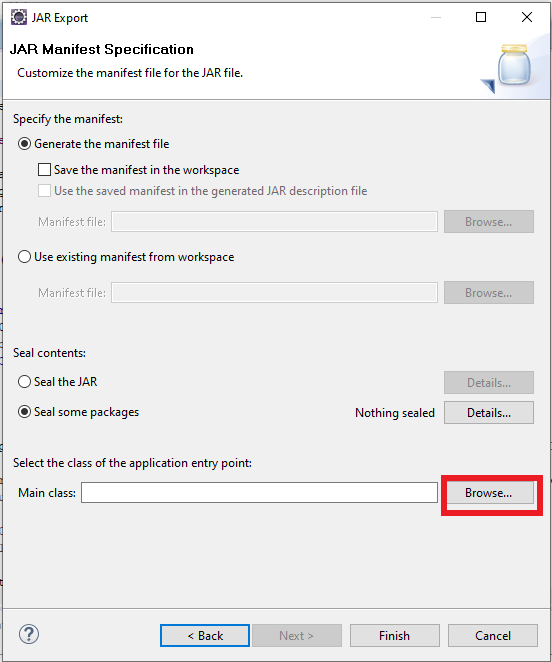 JAR Export
JAR Manifest Specification
Customize the manifest file for the JAR file.
Specify the manifest:
Generate the manifest file
Save the manifest in the workspace
Use the saved manifest in the generated JAR description file
Manifest file: Browse...
Use existing manifest from workspace
Manifest file: Browse...
Seal contents:
Seal the JAR Details...
Seal some packages Nothing sealed Details...
Select the class of the application entry point:
Main class: Browse...
? < Back Next > Finish Cancel